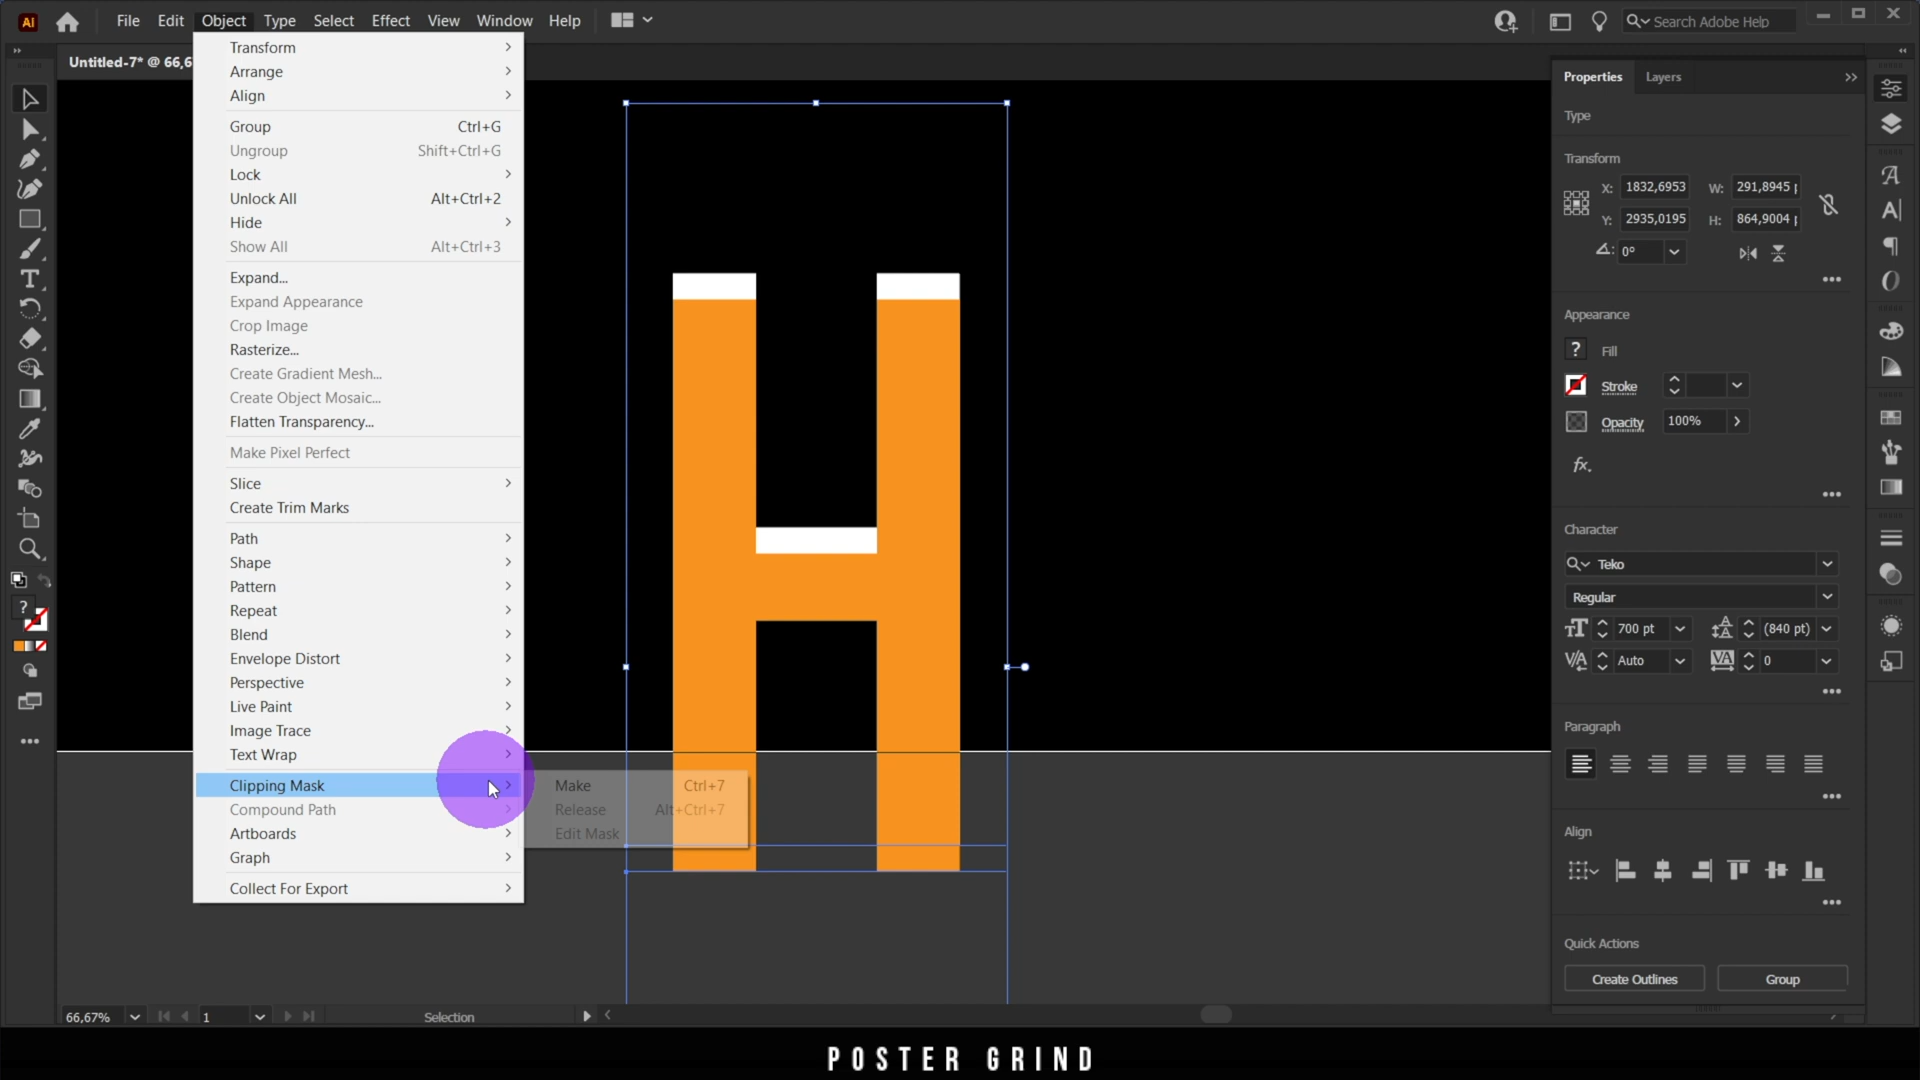 Ai File Edit Object Type Select Effect View Window Help Search Adobe Help
Untitled-7* @ 66,6
Transform
Arrange
Align
Group Ctrl+G
Ungroup Shift+Ctrl+G
Lock
Unlock All Alt+Ctrl+2
Hide
Show All Alt+Ctrl+3
Expand...
Expand Appearance
Crop Image
Rasterize...
Create Gradient Mesh...
Create Object Mosaic...
Flatten Transparency...
Make Pixel Perfect
Slice
Create Trim Marks
Path
Shape
Pattern
Repeat
Blend
Envelope Distort
Perspective
Live Paint
Image Trace
Text Wrap
Clipping Mask
Compound Path
Artboards
Graph
Collect For Export
Make Ctrl+7
Release Alt+Ctrl+7
Edit Mask
H
Properties Layers
Type
Transform
X: 1832,6953 W: 291,8945
Y: 2935,0195 H: 864,9004
0°
Appearance
? Fill
Stroke
Opacity 100%
fx.
Character
Teko
Regular
700 pt (840 pt)
Auto 0
Paragraph
Align
Quick Actions
Create Outlines Group
66,67% 1 Selection
POSTER GRIND